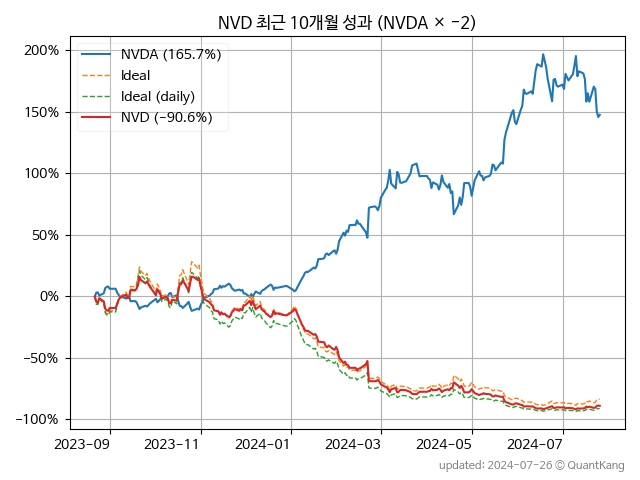 NVD 최근 10개월 성과 (NVDA × −2)
200%
150%
100%
50%
0%
−50%
−100%
NVDA (165.7%)
Ideal
Ideal (daily)
NVD (−90.6%)
2023-09
2023-11
2024-01
2024-03
2024-05
2024-07
updated: 2024-07-26 © QuantKang